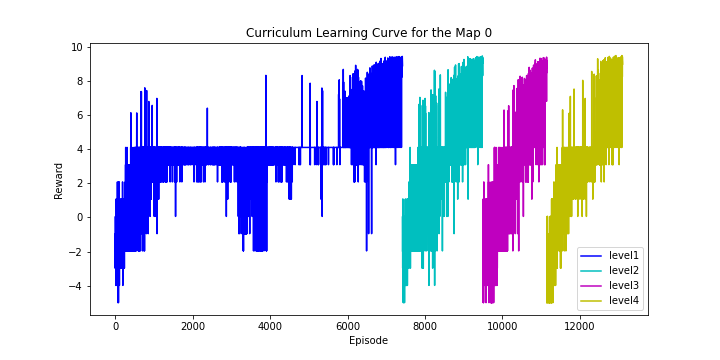 Curriculum Learning Curve for the Map 0
10
8
6
4
2
0
−2
−4
Reward
0
2000
4000
6000
8000
10000
12000
Episode
level1
level2
level3
level4